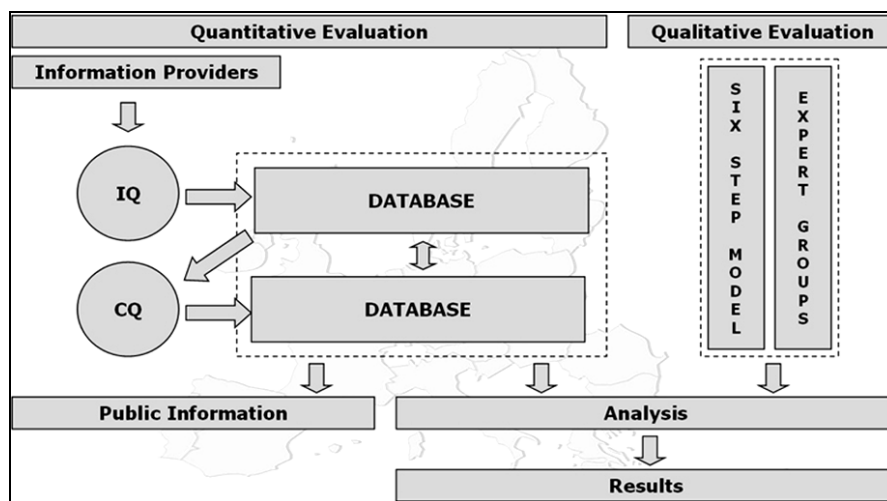 Quantitative Evaluation
Qualitative Evaluation
Information Providers
IQ
DATABASE
CQ
DATABASE
SIX STEP MODEL
EXPERT GROUPS
Public Information
Analysis
Results